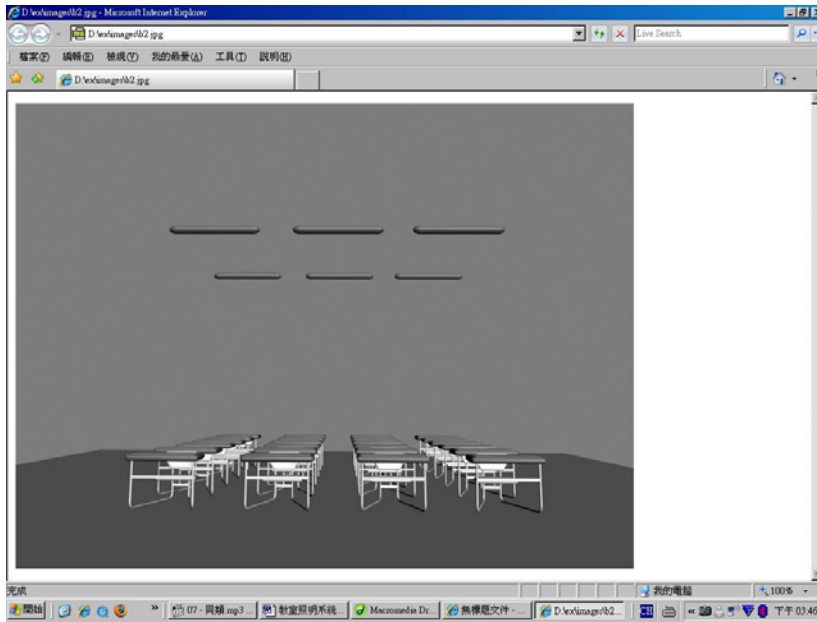 D:\ex\images\b2.jpg - Microsoft Internet Explorer
D:\ex\images\b2.jpg
Live Search
檔案(F) 編輯(E) 檢視(V) 我的最愛(A) 工具(T) 說明(H)
D:\ex\images\b2.jpg
完成
我的電腦
100%
開始
»
07 - 同類.mp3 ...
教室照明系統...
Macromedia Dr...
無標題文件 - ...
D:\ex\images\b2...
CH
«
下午 03:46